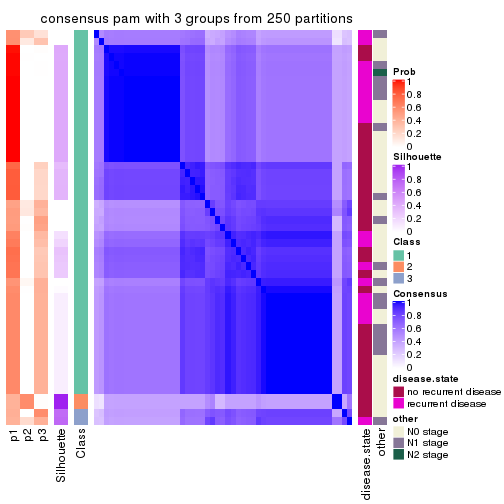 consensus pam with 3 groups from 250 partitions
Prob
1
0.8
0.6
0.4
0.2
0
Silhouette
1
0.8
0.6
0.4
0.2
0
Class
1
2
3
Consensus
1
0.8
0.6
0.4
0.2
0
disease.state
no recurrent disease
recurrent disease
other
N0 stage
N1 stage
N2 stage
p1
p2
p3
Silhouette
Class
disease.state
other